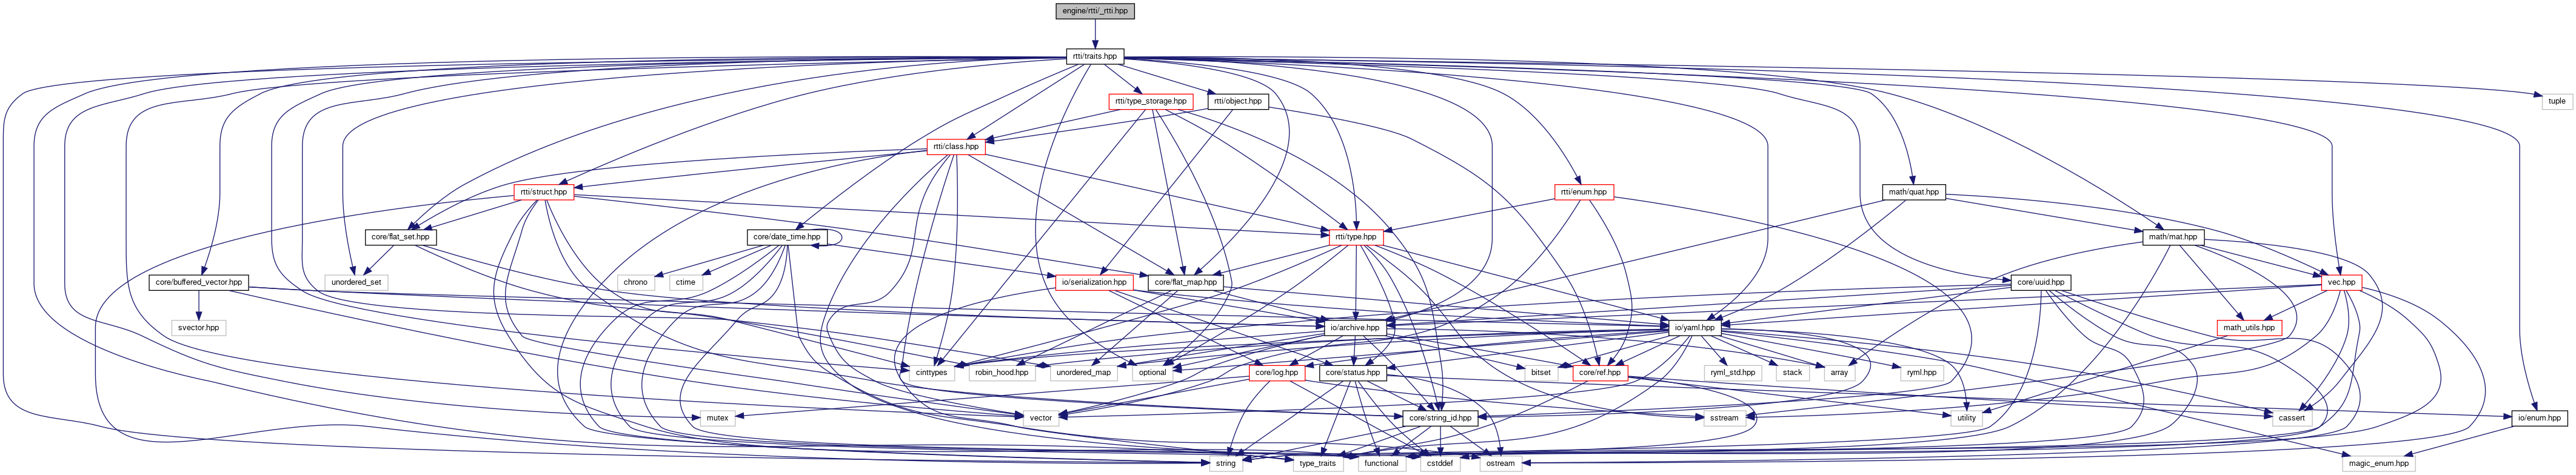 engine/rtti/_rtti.hpp
rtti/traits.hpp
rtti/type_storage.hpp
rtti/object.hpp
tuple
rtti/class.hpp
rtti/struct.hpp
rtti/enum.hpp
math/quat.hpp
core/flat_set.hpp
core/date_time.hpp
rtti/type.hpp
math/mat.hpp
core/buffered_vector.hpp
unordered_set
chrono
ctime
io/serialization.hpp
core/flat_map.hpp
core/uuid.hpp
vec.hpp
svector.hpp
io/archive.hpp
io/yaml.hpp
math_utils.hpp
cinttypes
robin_hood.hpp
unordered_map
optional
core/log.hpp
core/status.hpp
bitset
core/ref.hpp
ryml_std.hpp
stack
array
ryml.hpp
mutex
vector
core/string_id.hpp
sstream
utility
cassert
io/enum.hpp
string
type_traits
functional
cstddef
ostream
magic_enum.hpp